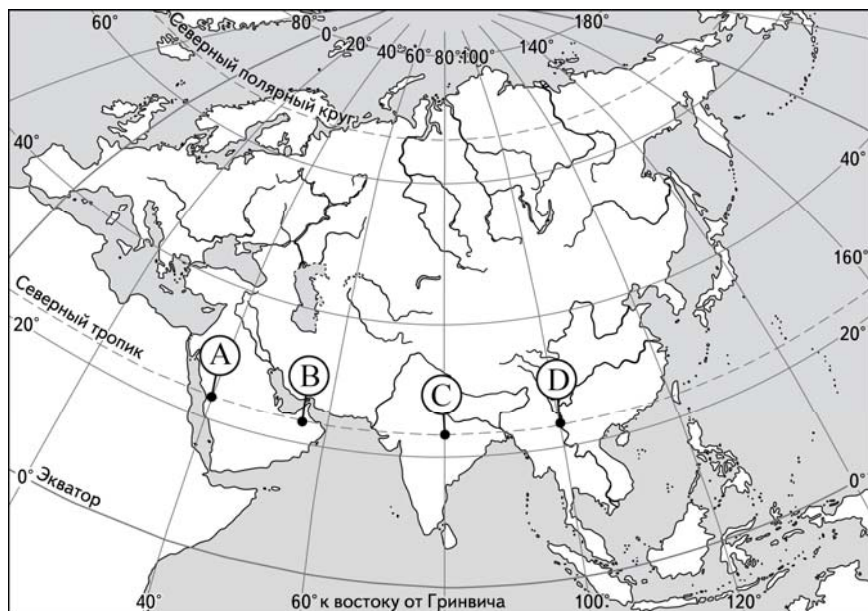 60° 80° 0° 20° 40° 60° 80° 100° 140° 180°
Северный полярный круг
40° 40°
160°
Северный тропик
20° 20°
A
B
C
D
0° 0°
Экватор
40° 60° к востоку от Гринвича 100° 120°